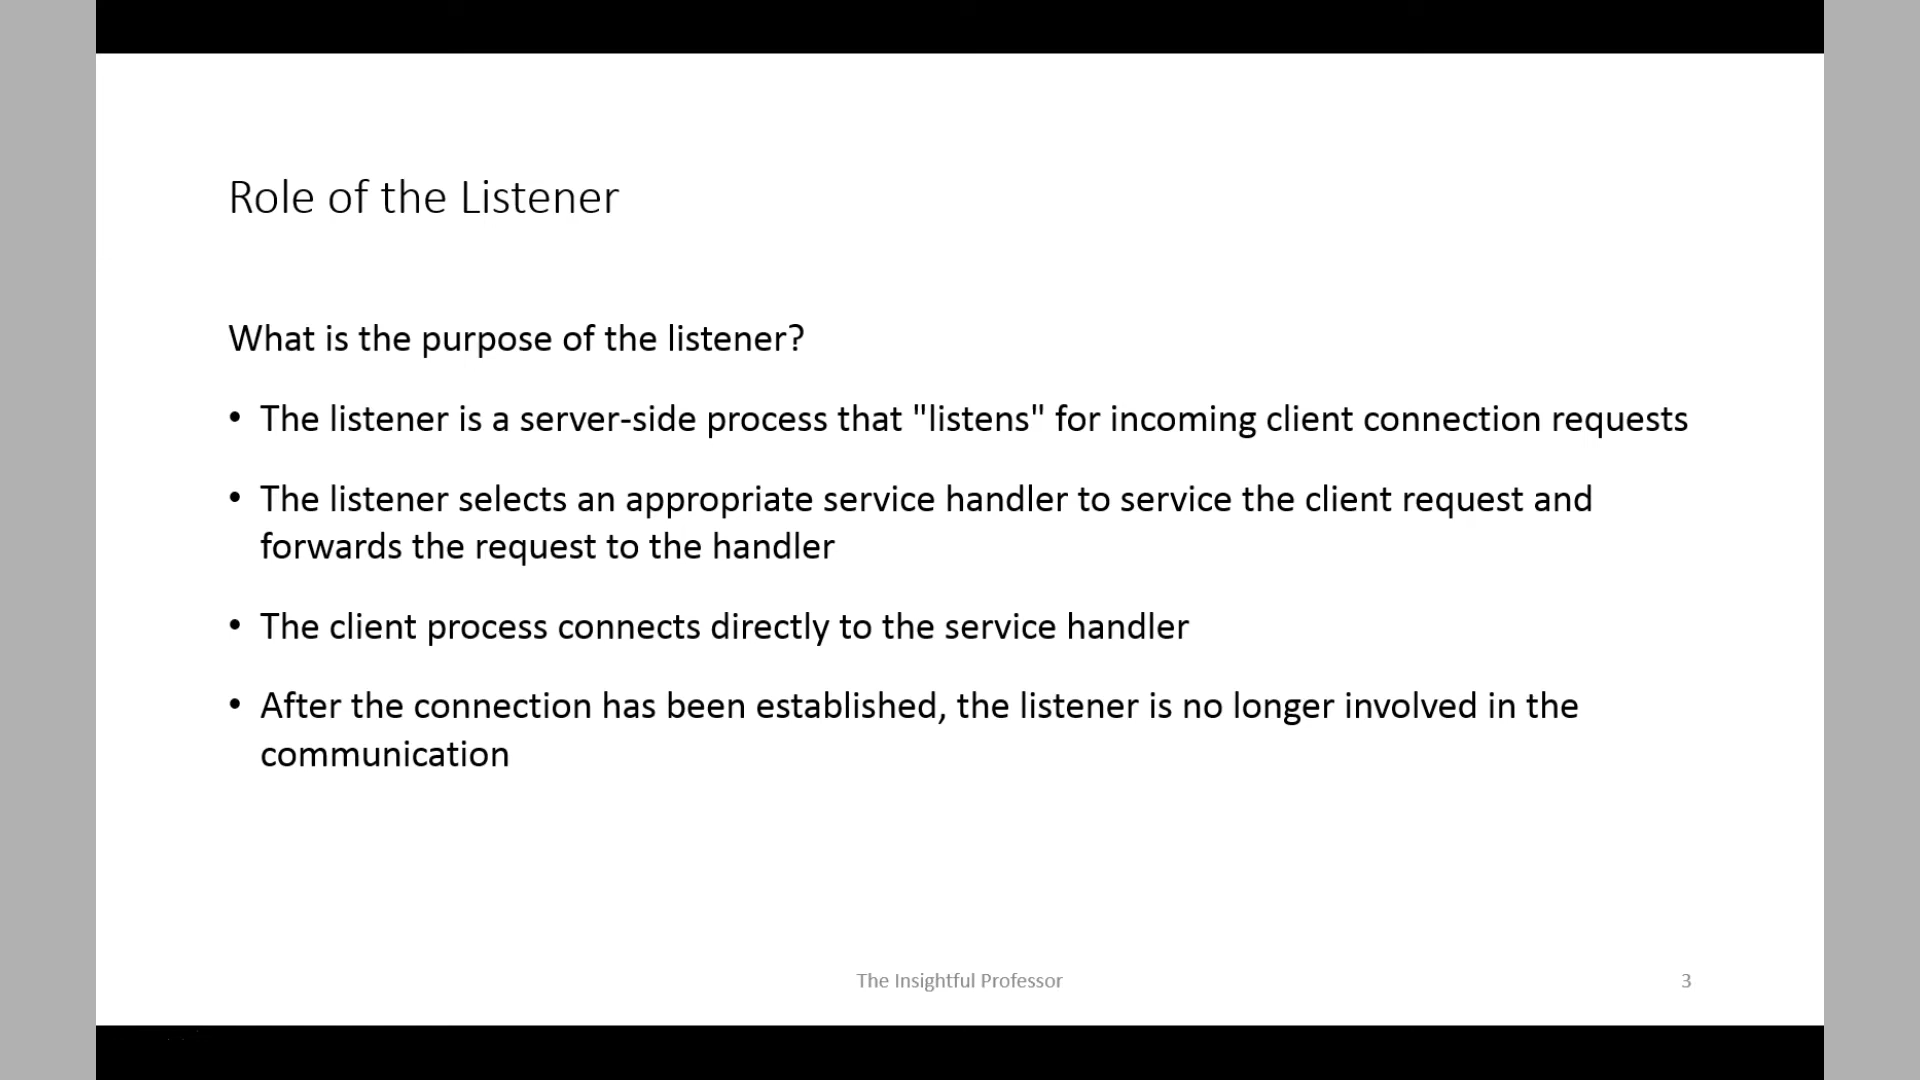 Role of the Listener
What is the purpose of the listener?
• The listener is a server-side process that "listens" for incoming client connection requests
• The listener selects an appropriate service handler to service the client request and
forwards the request to the handler
• The client process connects directly to the service handler
• After the connection has been established, the listener is no longer involved in the
communication
The Insightful Professor
3